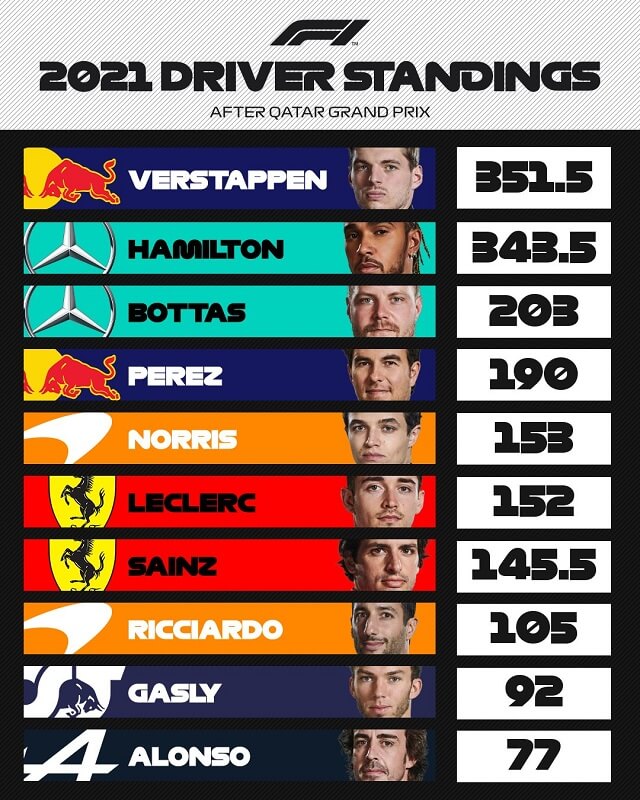 F1™
2021 DRIVER STANDINGS
AFTER QATAR GRAND PRIX
VERSTAPPEN 351.5
HAMILTON 343.5
BOTTAS 203
PEREZ 190
NORRIS 153
LECLERC 152
SAINZ 145.5
RICCIARDO 105
GASLY 92
ALONSO 77